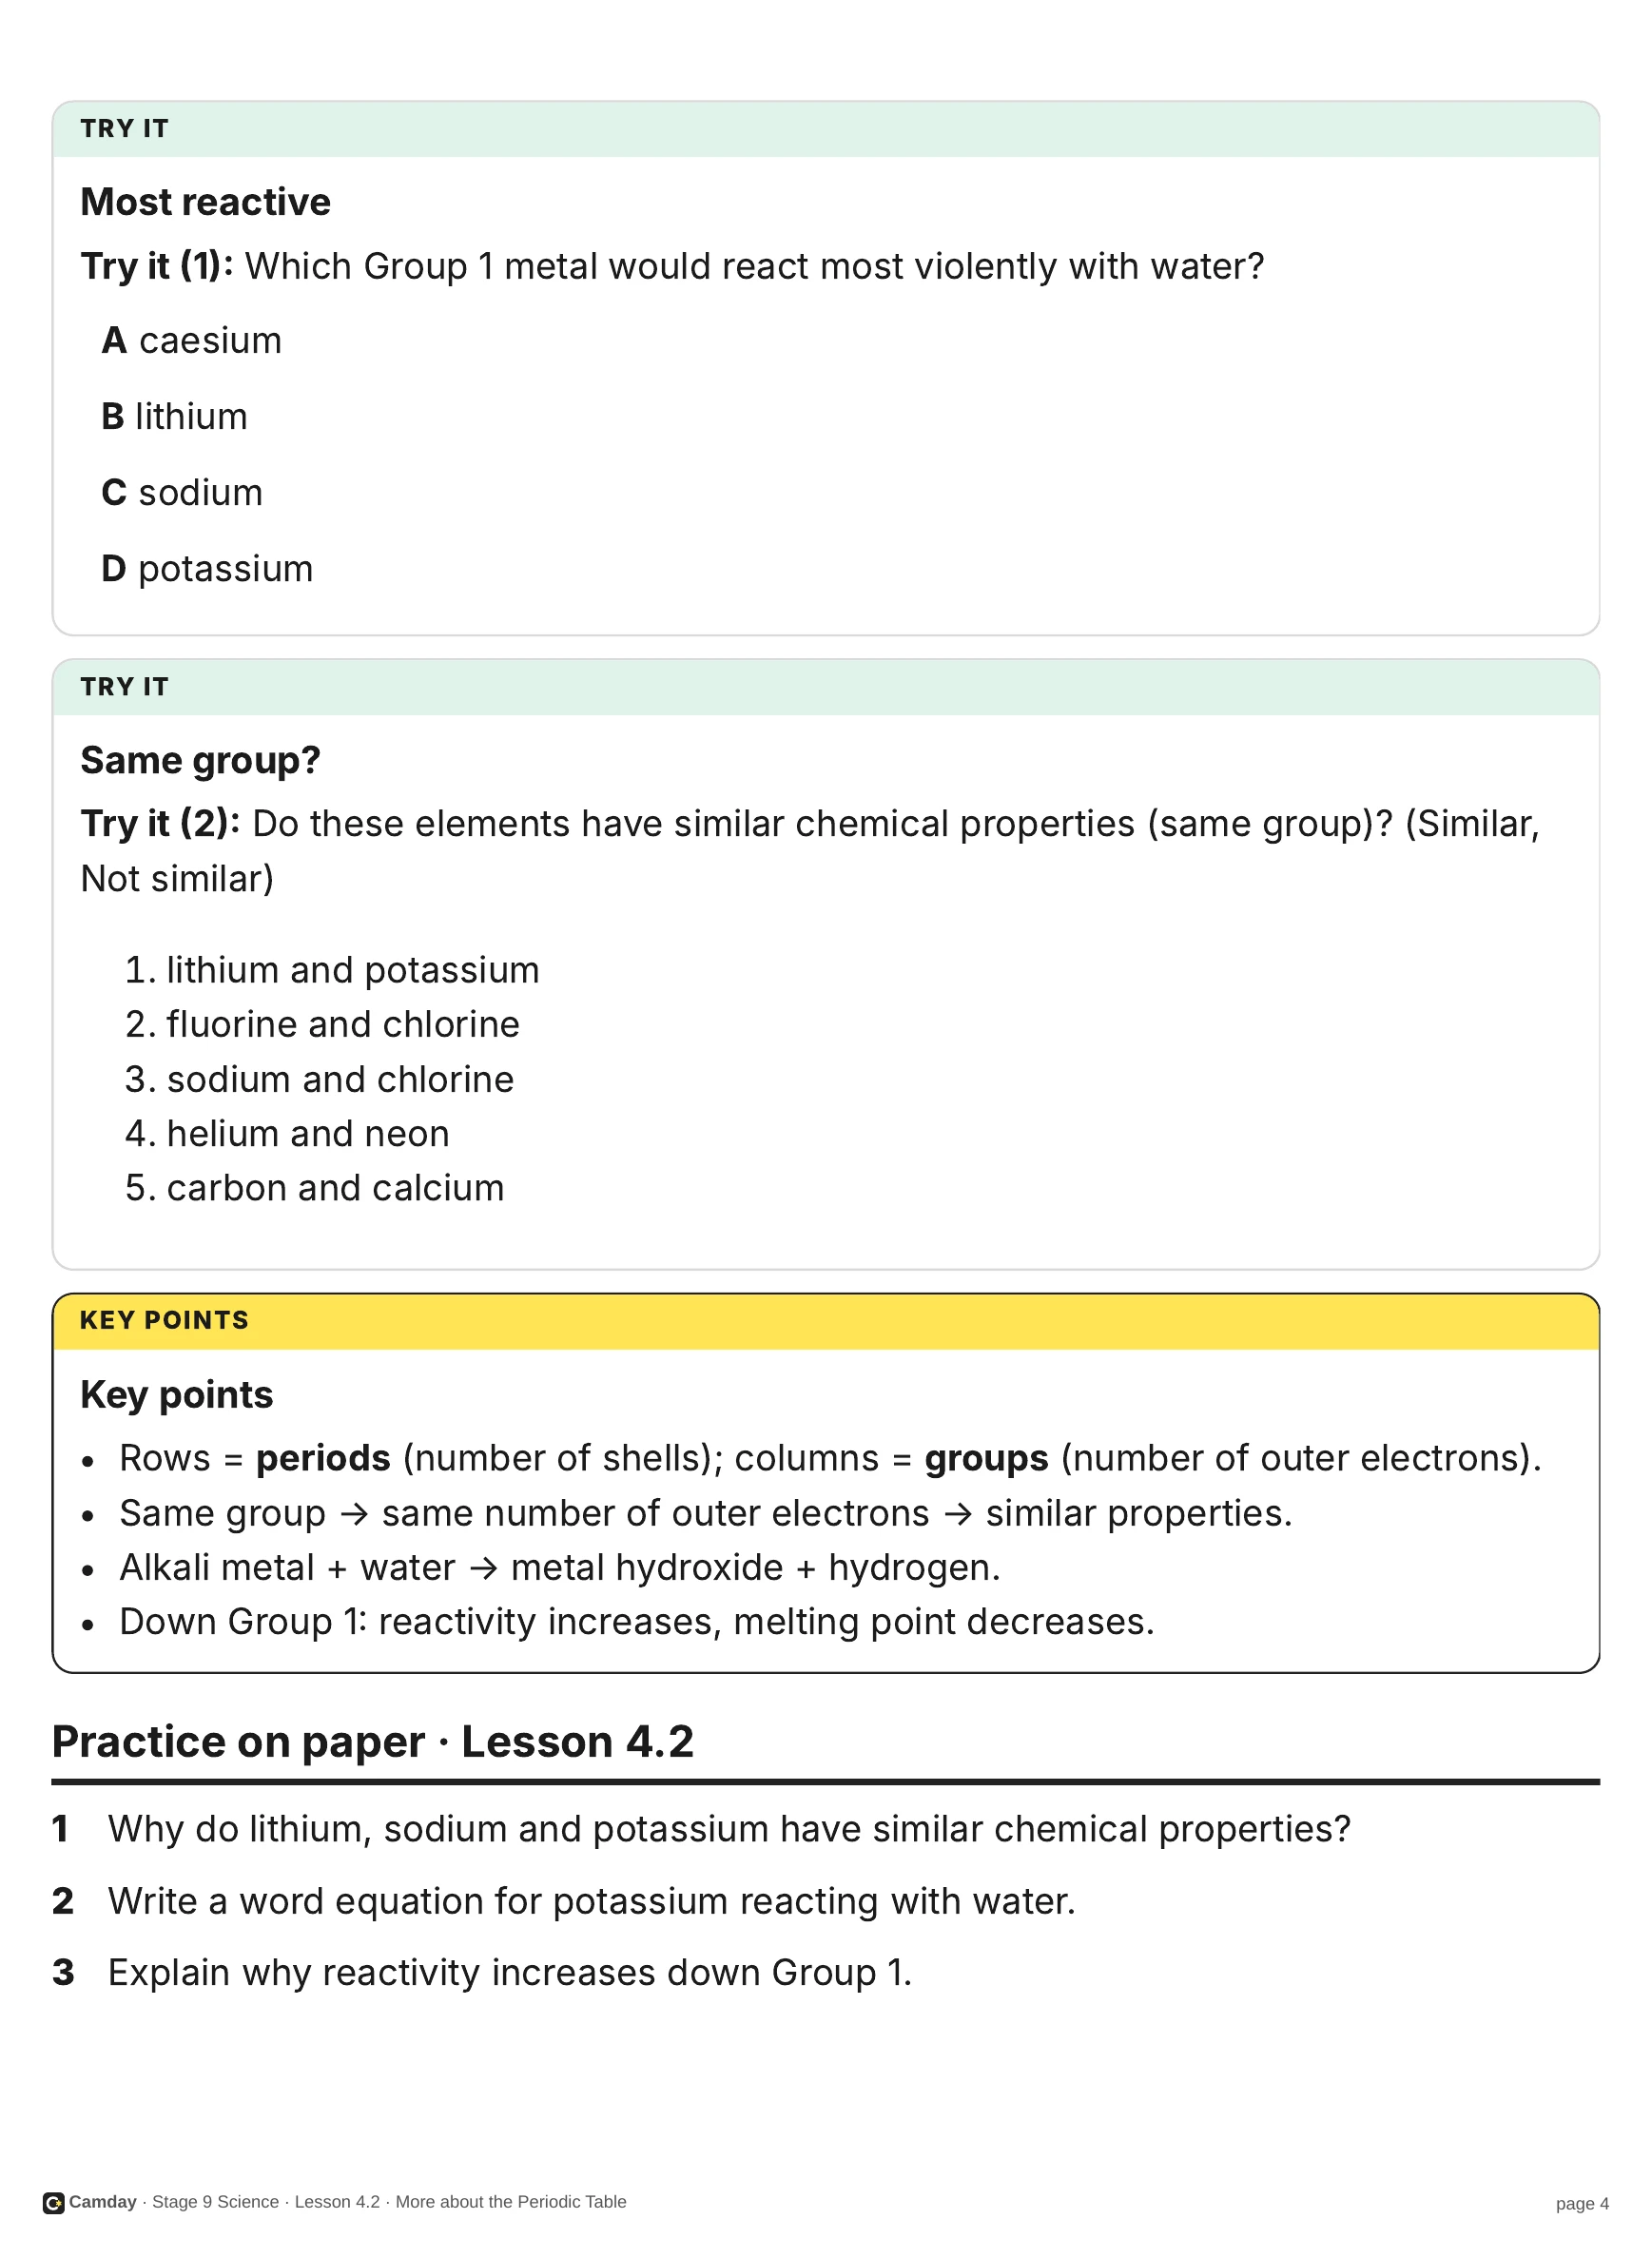 TRY IT
Most reactive
Try it (1): Which Group 1 metal would react most violently with water?
A caesium
B lithium
C sodium
D potassium
TRY IT
Same group?
Try it (2): Do these elements have similar chemical properties (same group)? (Similar,
Not similar)
1. lithium and potassium
2. fluorine and chlorine
3. sodium and chlorine
4. helium and neon
5. carbon and calcium
KEY POINTS
Key points
• Rows = periods (number of shells); columns = groups (number of outer electrons).
• Same group → same number of outer electrons → similar properties.
• Alkali metal + water → metal hydroxide + hydrogen.
• Down Group 1: reactivity increases, melting point decreases.
Practice on paper · Lesson 4.2
1 Why do lithium, sodium and potassium have similar chemical properties?
2 Write a word equation for potassium reacting with water.
3 Explain why reactivity increases down Group 1.
Camday · Stage 9 Science · Lesson 4.2 · More about the Periodic Table page 4